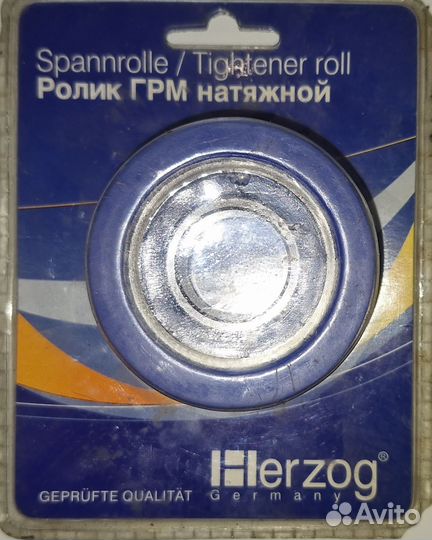 Spannrolle / Tightener roll
Ролик ГРМ натяжной
Herzog®
Germany
GEPRÜFTE QUALITÄT
Avito